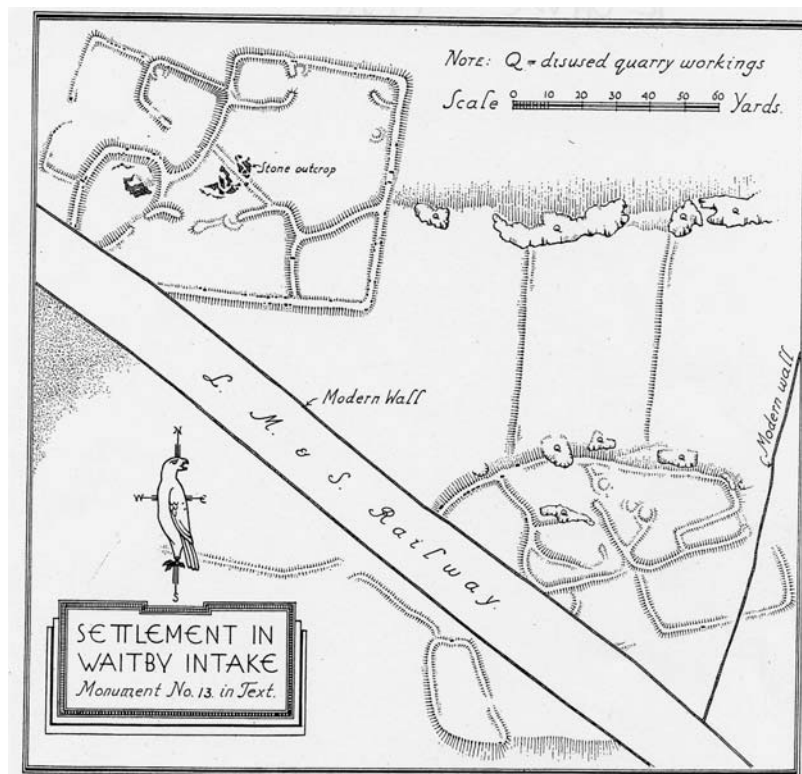 NOTE: Q = disused quarry workings
Scale 0 10 20 30 40 50 60 Yards.
Stone outcrop
Q Q Q Q
Modern Wall
Modern wall
L. M. & S. Railway.
Q Q Q
Q
N
W E
S
SETTLEMENT IN
WAITBY INTAKE
Monument No. 13. in Text.